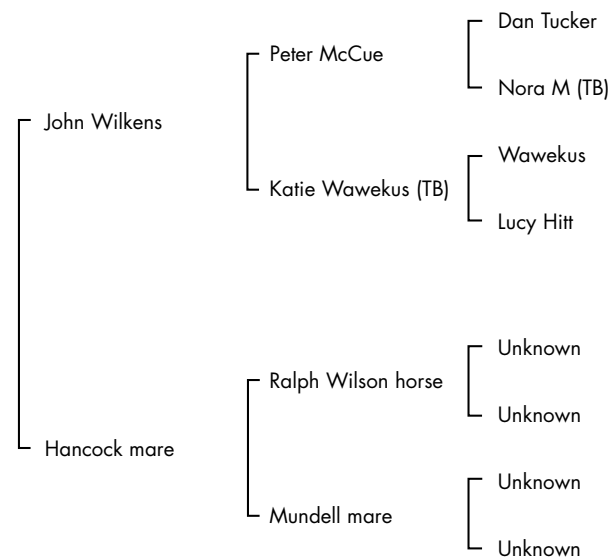 Dan Tucker
Peter McCue
Nora M (TB)
John Wilkens
Wawekus
Katie Wawekus (TB)
Lucy Hitt
Unknown
Ralph Wilson horse
Unknown
Hancock mare
Unknown
Mundell mare
Unknown